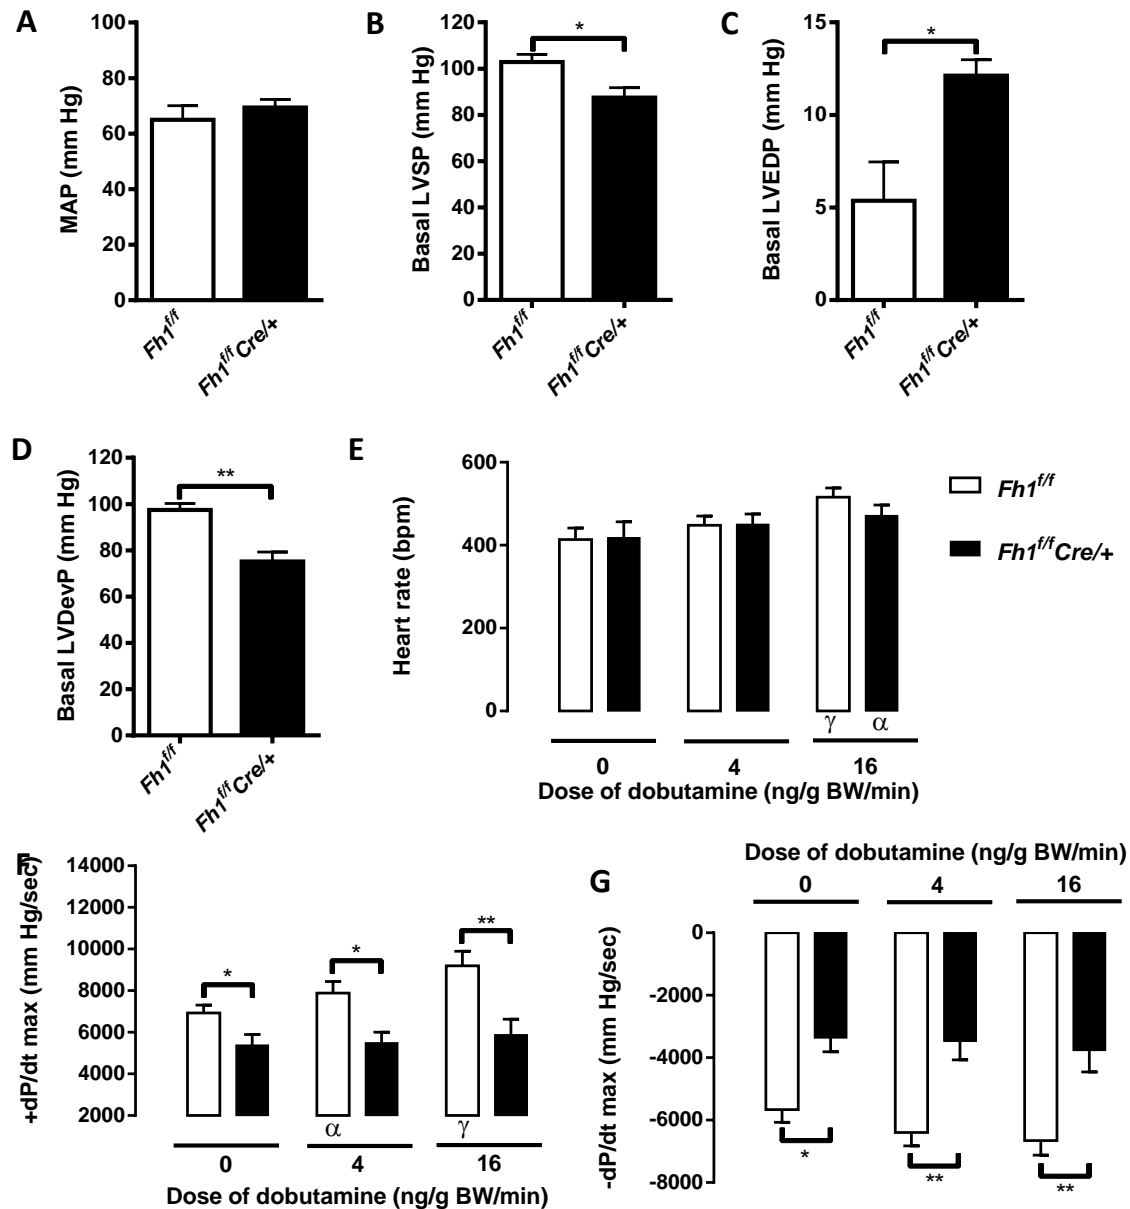 A
MAP (mm Hg)
100
80
60
40
20
0
Fh1f/f
Fh1f/fCre/+
B
Basal LVSP (mm Hg)
120
100
80
60
40
20
0
*
Fh1f/f
Fh1f/fCre/+
C
Basal LVEDP (mm Hg)
15
10
5
0
*
Fh1f/f
Fh1f/fCre/+
D
Basal LVDevP (mm Hg)
120
100
80
60
40
20
0
**
Fh1f/f
Fh1f/fCre/+
E
Heart rate (bpm)
600
400
200
0
γ α
0 4 16
Dose of dobutamine (ng/g BW/min)
Fh1f/f
Fh1f/fCre/+
F
+dP/dt max (mm Hg/sec)
14000
12000
10000
8000
6000
4000
2000
* * **
α γ
0 4 16
Dose of dobutamine (ng/g BW/min)
G
Dose of dobutamine (ng/g BW/min)
0 4 16
-dP/dt max (mm Hg/sec)
0
-2000
-4000
-6000
-8000
* ** **